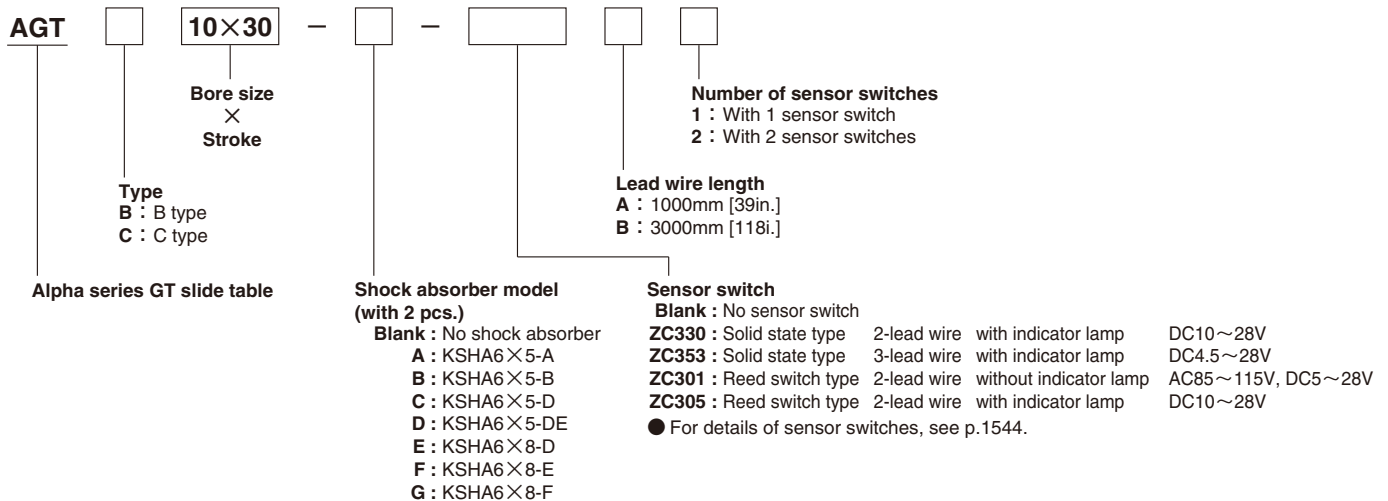 AGT 10×30 − −
Bore size
×
Stroke
Number of sensor switches
1：With 1 sensor switch
2：With 2 sensor switches
Type
B：B type
C：C type
Lead wire length
A：1000mm [39in.]
B：3000mm [118i.]
Alpha series GT slide table
Shock absorber model
(with 2 pcs.)
Blank : No shock absorber
A : KSHA6×5-A
B : KSHA6×5-B
C : KSHA6×5-D
D : KSHA6×5-DE
E : KSHA6×8-D
F : KSHA6×8-E
G : KSHA6×8-F
Sensor switch
Blank : No sensor switch
ZC330 : Solid state type 2-lead wire with indicator lamp DC10～28V
ZC353 : Solid state type 3-lead wire with indicator lamp DC4.5～28V
ZC301 : Reed switch type 2-lead wire without indicator lamp AC85～115V, DC5～28V
ZC305 : Reed switch type 2-lead wire with indicator lamp DC10～28V
● For details of sensor switches, see p.1544.